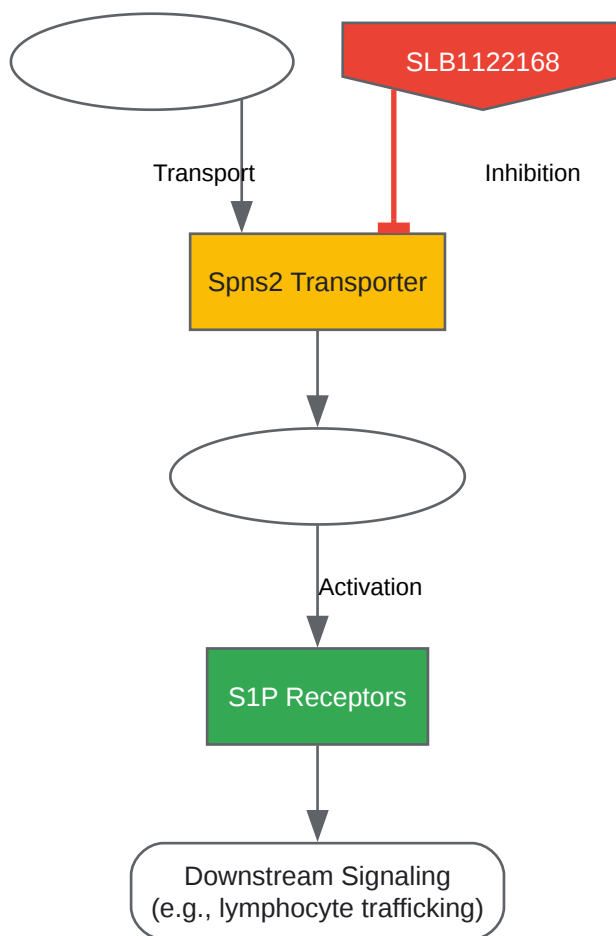 SLB1122168
Transport
Inhibition
Spns2 Transporter
Activation
S1P Receptors
Downstream Signaling
(e.g., lymphocyte trafficking)